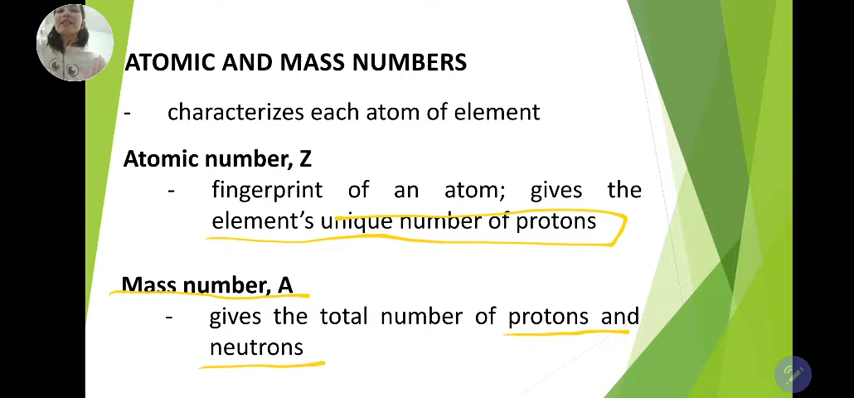 ATOMIC AND MASS NUMBERS
- characterizes each atom of element
Atomic number, Z
- fingerprint of an atom; gives the
element's unique number of protons
Mass number, A
- gives the total number of protons and
neutrons